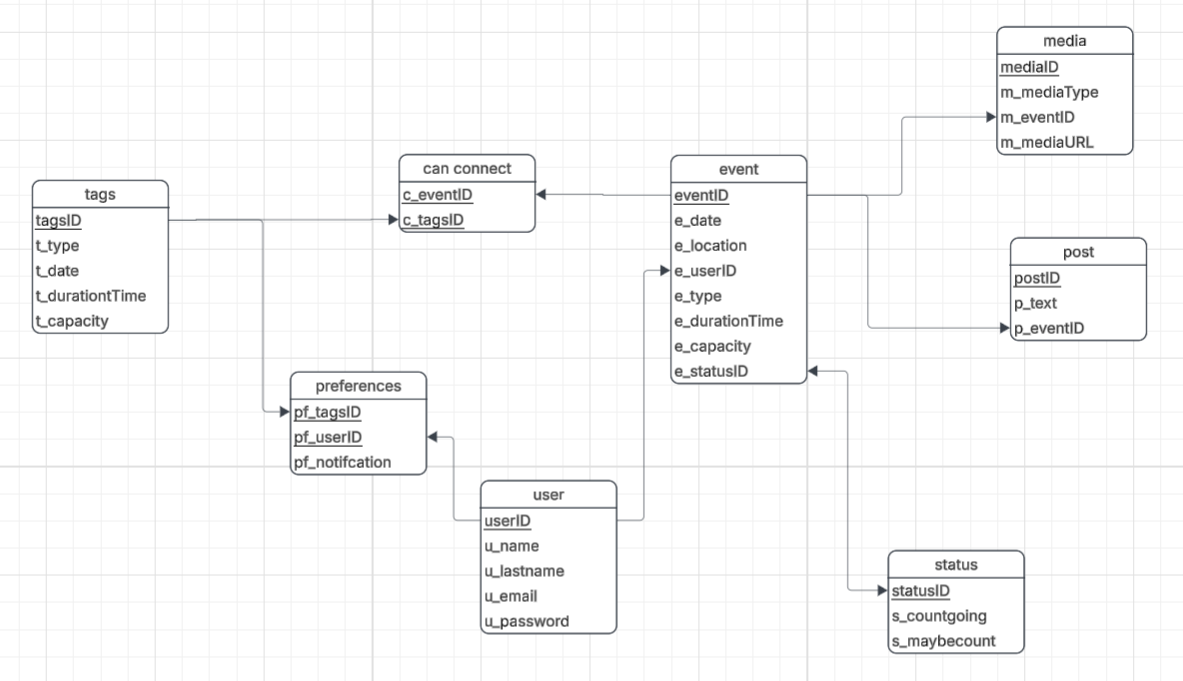 media
mediaID
m_mediaType
m_eventID
m_mediaURL
can connect
c_eventID
c_tagsID
event
eventID
e_date
e_location
e_userID
e_type
e_durationTime
e_capacity
e_statusID
tags
tagsID
t_type
t_date
t_durationtTime
t_capacity
post
postID
p_text
p_eventID
preferences
pf_tagsID
pf_userID
pf_notifcation
user
userID
u_name
u_lastname
u_email
u_password
status
statusID
s_countgoing
s_maybecount